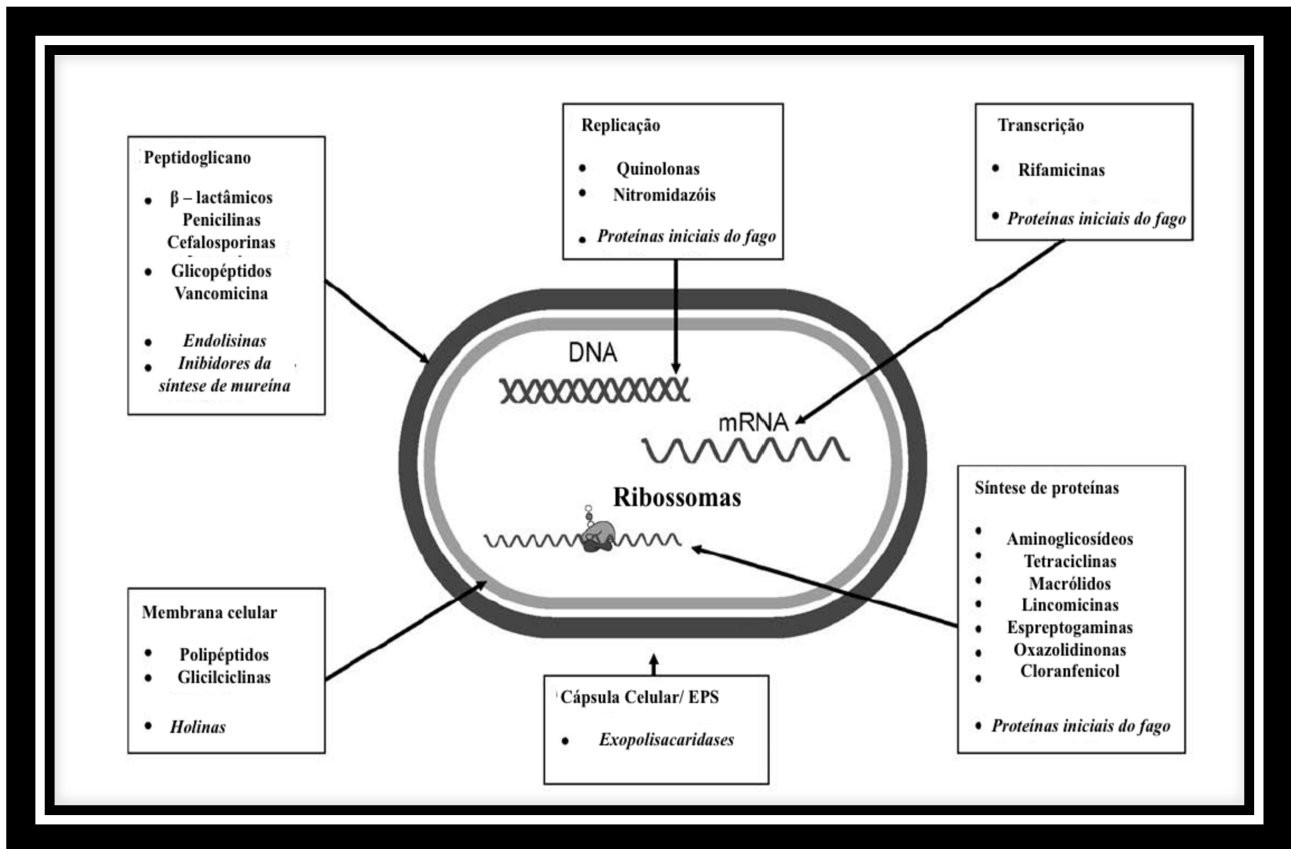 Peptidoglicano
• β – lactâmicos
Penicilinas
Cefalosporinas
• Glicopéptidos
Vancomicina
• Endolisinas
• Inibidores da
síntese de mureína
Replicação
• Quinolonas
• Nitromidazóis
• Proteínas iniciais do fago
Transcrição
• Rifamicinas
• Proteínas iniciais do fago
DNA
mRNA
Ribossomas
Membrana celular
• Polipéptidos
• Glicilciclinas
• Holinas
Cápsula Celular/ EPS
• Exopolisacaridases
Síntese de proteínas
• Aminoglicosídeos
• Tetraciclinas
• Macrólidos
• Lincomicinas
• Espreptogaminas
• Oxazolidinonas
• Cloranfenicol
• Proteínas iniciais do fago